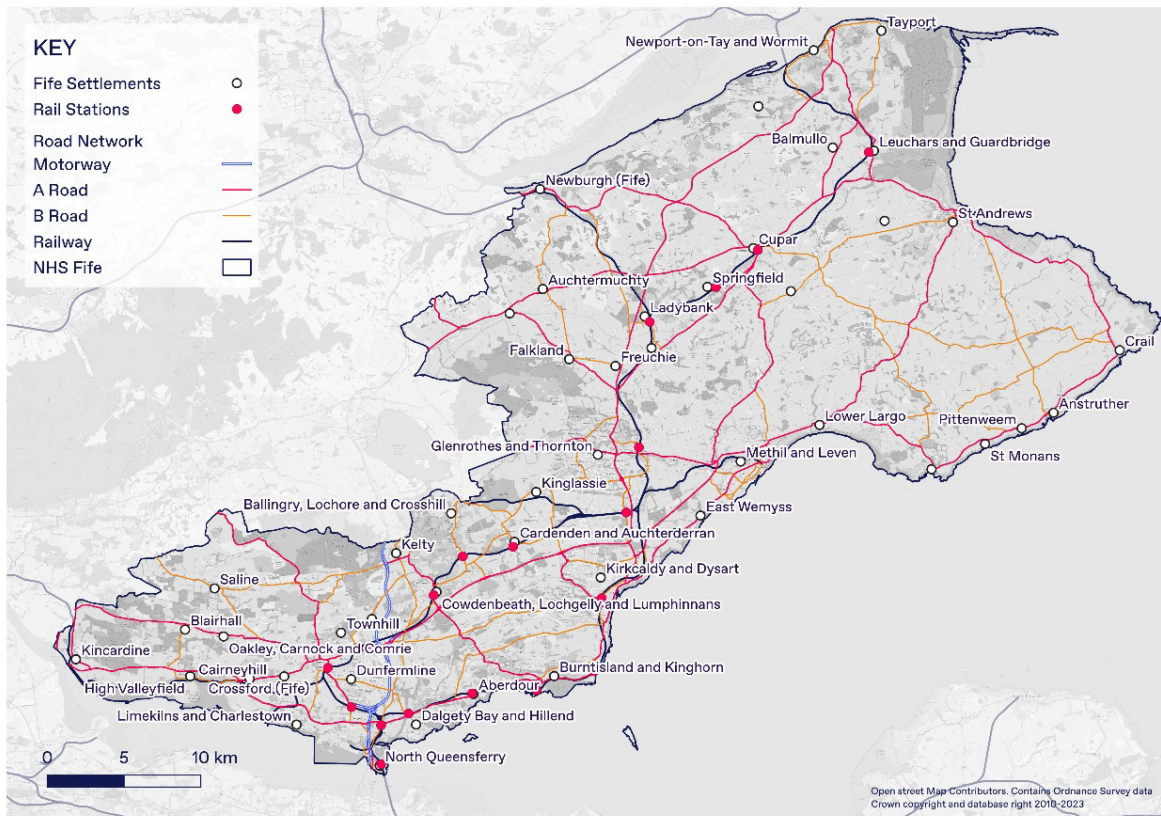 KEY
Fife Settlements
Rail Stations
Road Network
Motorway
A Road
B Road
Railway
NHS Fife
Tayport
Newport-on-Tay and Wormit
Balmullo
Leuchars and Guardbridge
Newburgh (Fife)
St Andrews
Cupar
Springfield
Auchtermuchty
Ladybank
Falkland
Freuchie
Crail
Anstruther
Lower Largo
Pittenweem
St Monans
Glenrothes and Thornton
Methil and Leven
Kinglassie
Ballingry, Lochore and Crosshill
East Wemyss
Cardenden and Auchterderran
Kelty
Kirkcaldy and Dysart
Saline
Cowdenbeath, Lochgelly and Lumphinnans
Blairhall
Townhill
Oakley, Carnock and Comrie
Kincardine
Cairneyhill
Dunfermline
Burntisland and Kinghorn
High Valleyfield
Crossford (Fife)
Aberdour
Limekilns and Charlestown
Dalgety Bay and Hillend
North Queensferry
0 5 10 km
Open street Map Contributors. Contains Ordnance Survey data
Crown copyright and database right 2010-2023